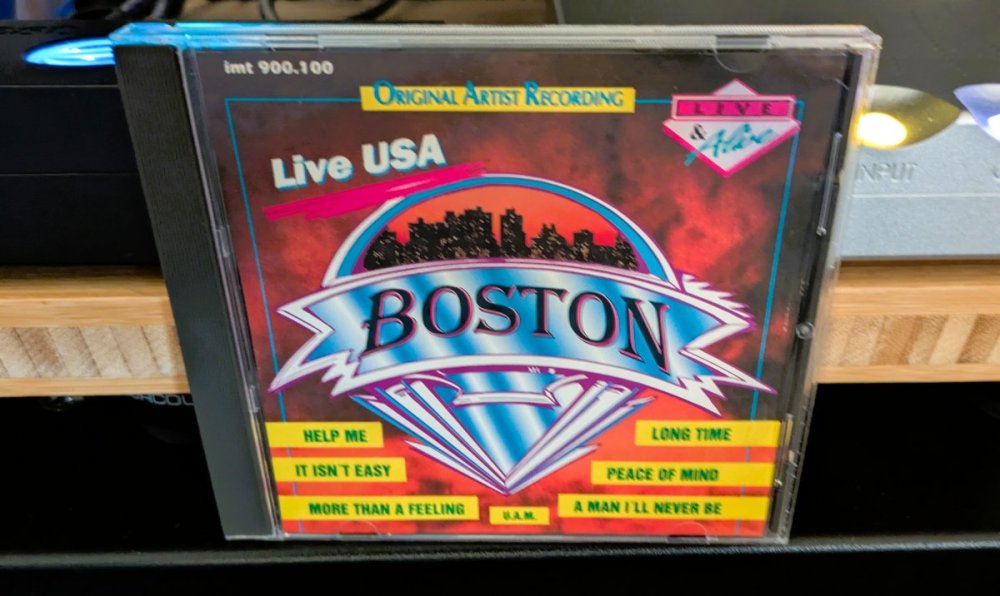 imt 900.100
ORIGINAL ARTIST RECORDING
LIVE
& Alive
Live USA
BOSTON
HELP ME
LONG TIME
IT ISN'T EASY
PEACE OF MIND
MORE THAN A FEELING
U.A.M.
A MAN I'LL NEVER BE
INPUT